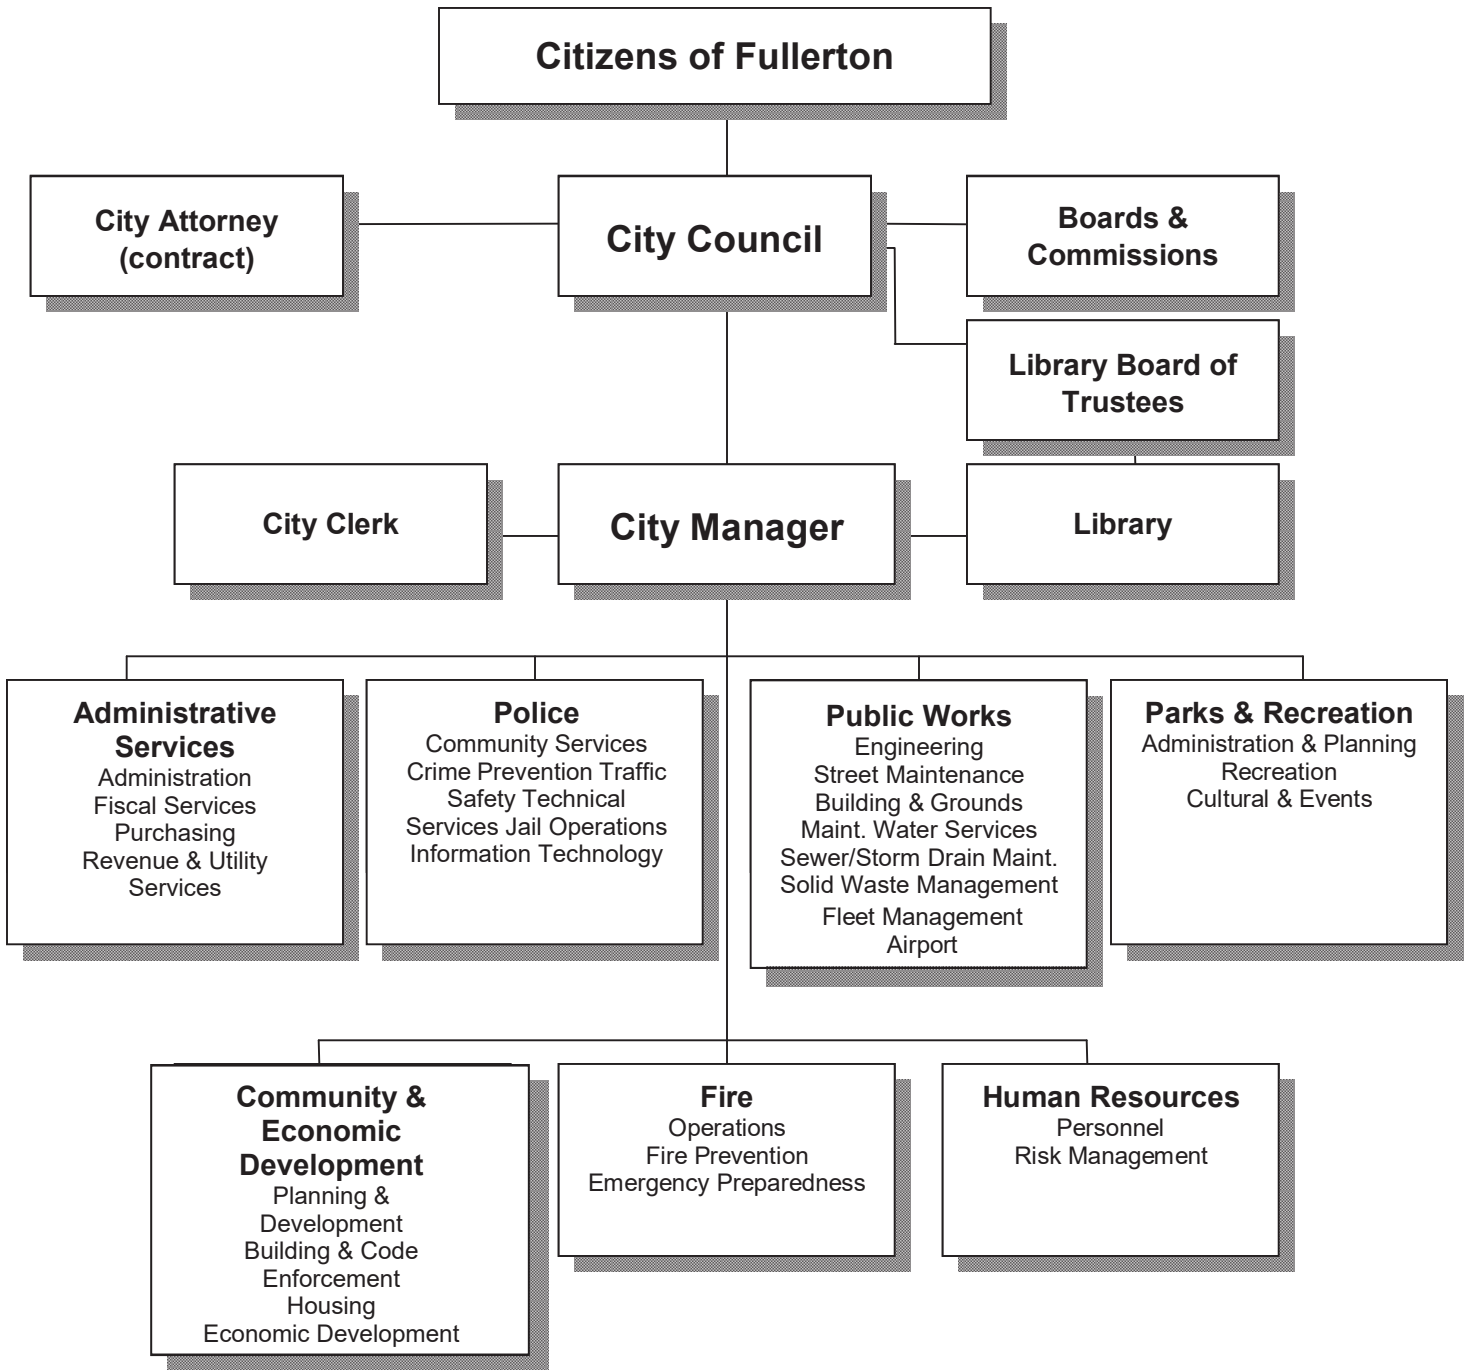 Citizens of Fullerton
City Attorney
(contract)
City Council
Boards &
Commissions
Library Board of
Trustees
City Clerk
City Manager
Library
Administrative
Services
Administration
Fiscal Services
Purchasing
Revenue & Utility
Services
Police
Community Services
Crime Prevention Traffic
Safety Technical
Services Jail Operations
Information Technology
Public Works
Engineering
Street Maintenance
Building & Grounds
Maint. Water Services
Sewer/Storm Drain Maint.
Solid Waste Management
Fleet Management
Airport
Parks & Recreation
Administration & Planning
Recreation
Cultural & Events
Community &
Economic
Development
Planning &
Development
Building & Code
Enforcement
Housing
Economic Development
Fire
Operations
Fire Prevention
Emergency Preparedness
Human Resources
Personnel
Risk Management